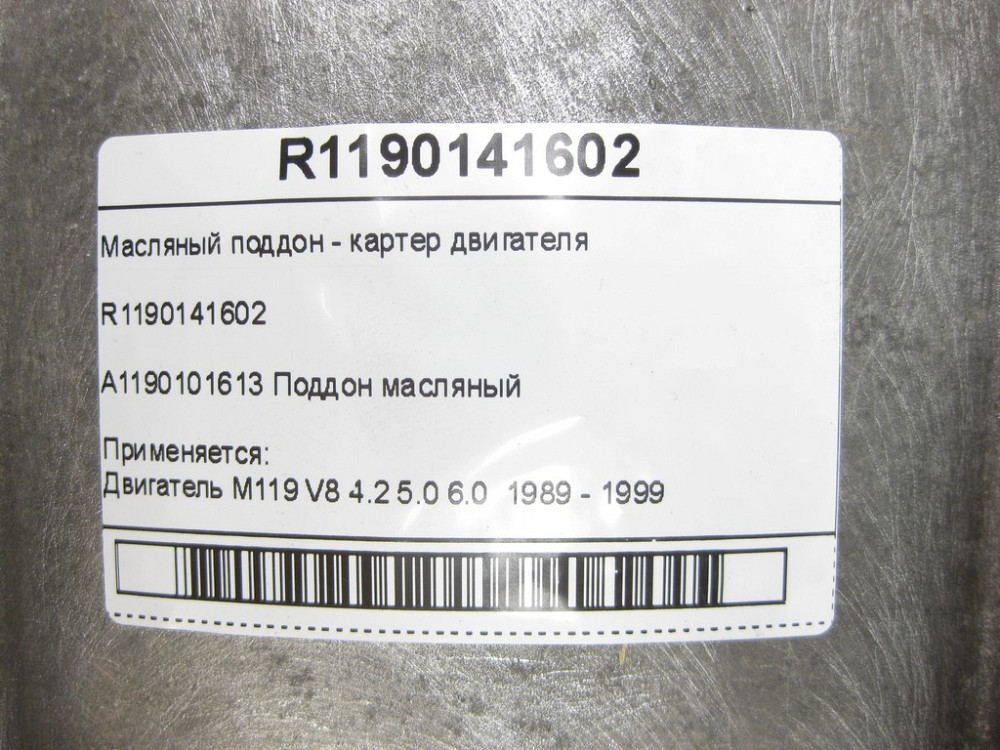 R1190141602
Масляный поддон - картер двигателя
R1190141602
A1190101613 Поддон масляный
Применяется:
Двигатель M119 V8 4.2 5.0 6.0 1989 - 1999